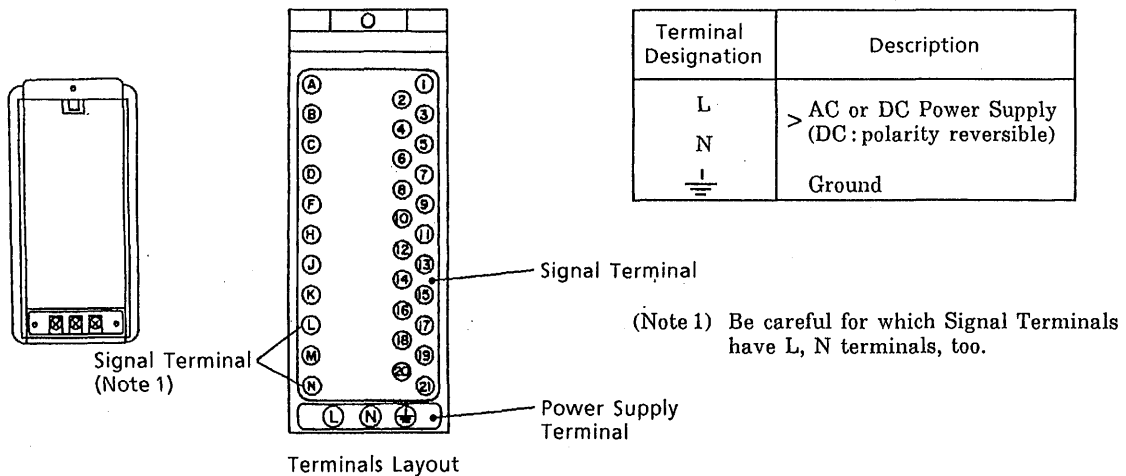 A
B
C
D
F
H
J
K
L
M
N
1
2
3
4
5
6
7
8
9
10
11
12
13
14
15
16
17
18
19
20
21
L N
Signal Terminal
(Note 1)
Signal Terminal
Power Supply
Terminal
Terminals Layout
Terminal
Designation
Description
L
N
> AC or DC Power Supply
(DC : polarity reversible)
Ground
(Note 1) Be careful for which Signal Terminals
have L, N terminals, too.